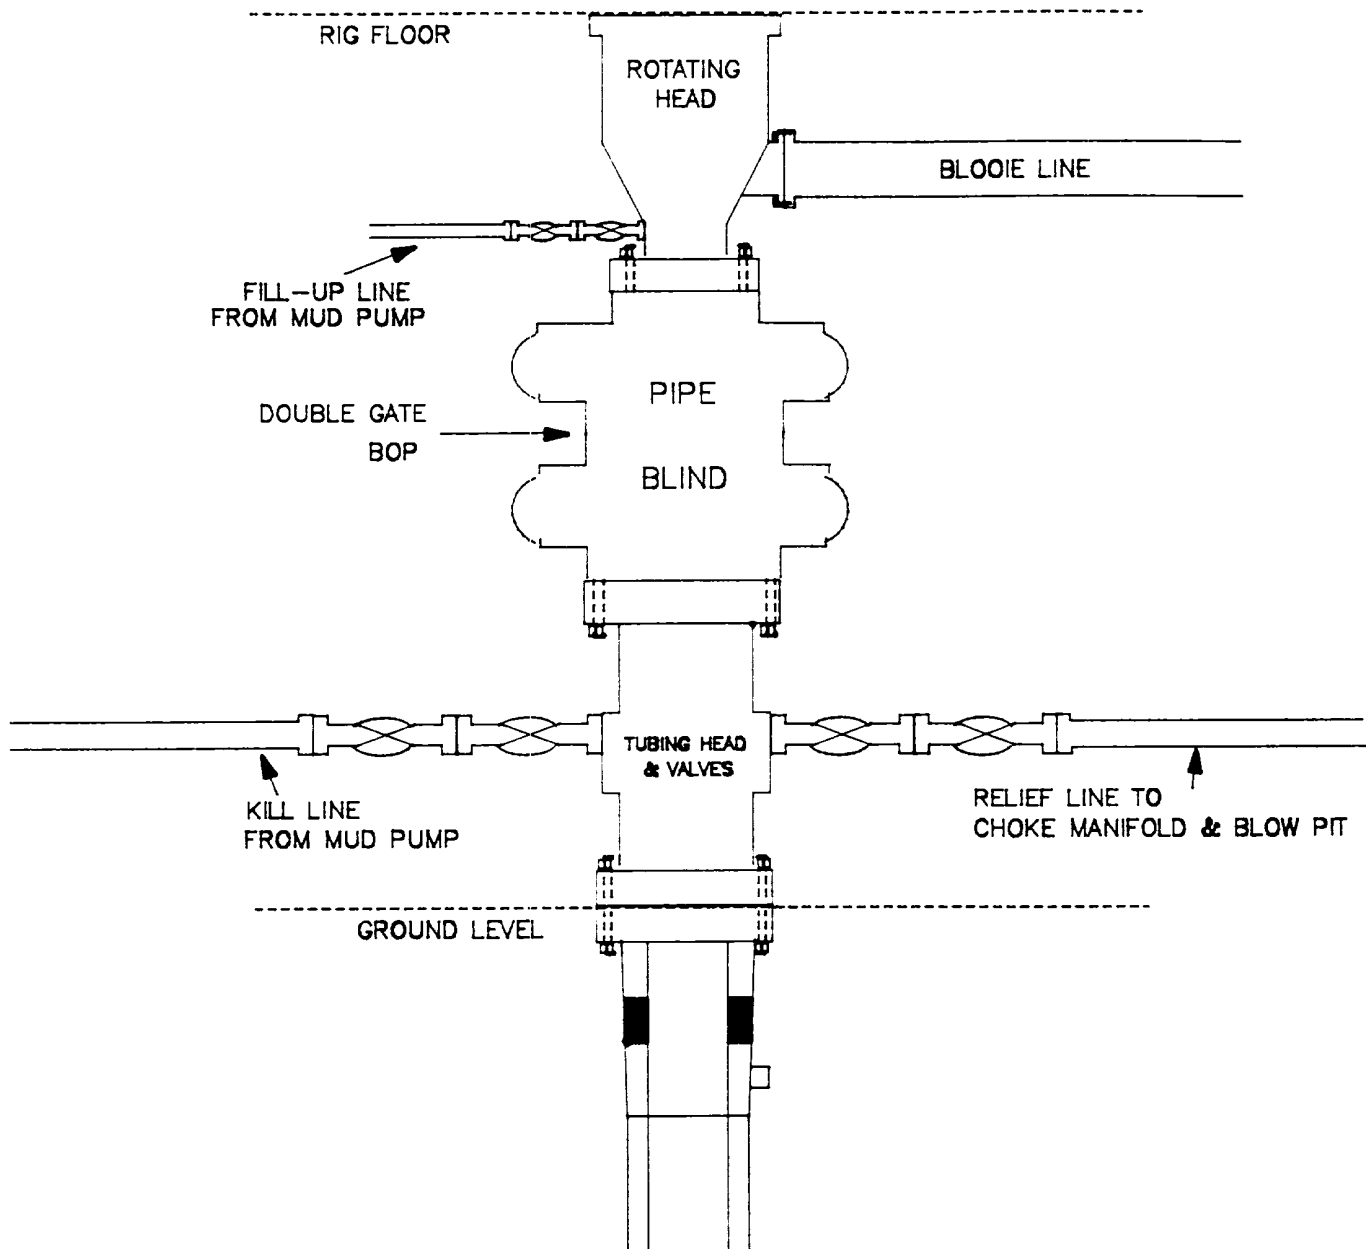 RIG FLOOR
ROTATING
HEAD
BLOOIE LINE
FILL-UP LINE
FROM MUD PUMP
PIPE
DOUBLE GATE
BOP
BLIND
TUBING HEAD
& VALVES
KILL LINE
FROM MUD PUMP
RELIEF LINE TO
CHOKE MANIFOLD & BLOW PIT
GROUND LEVEL